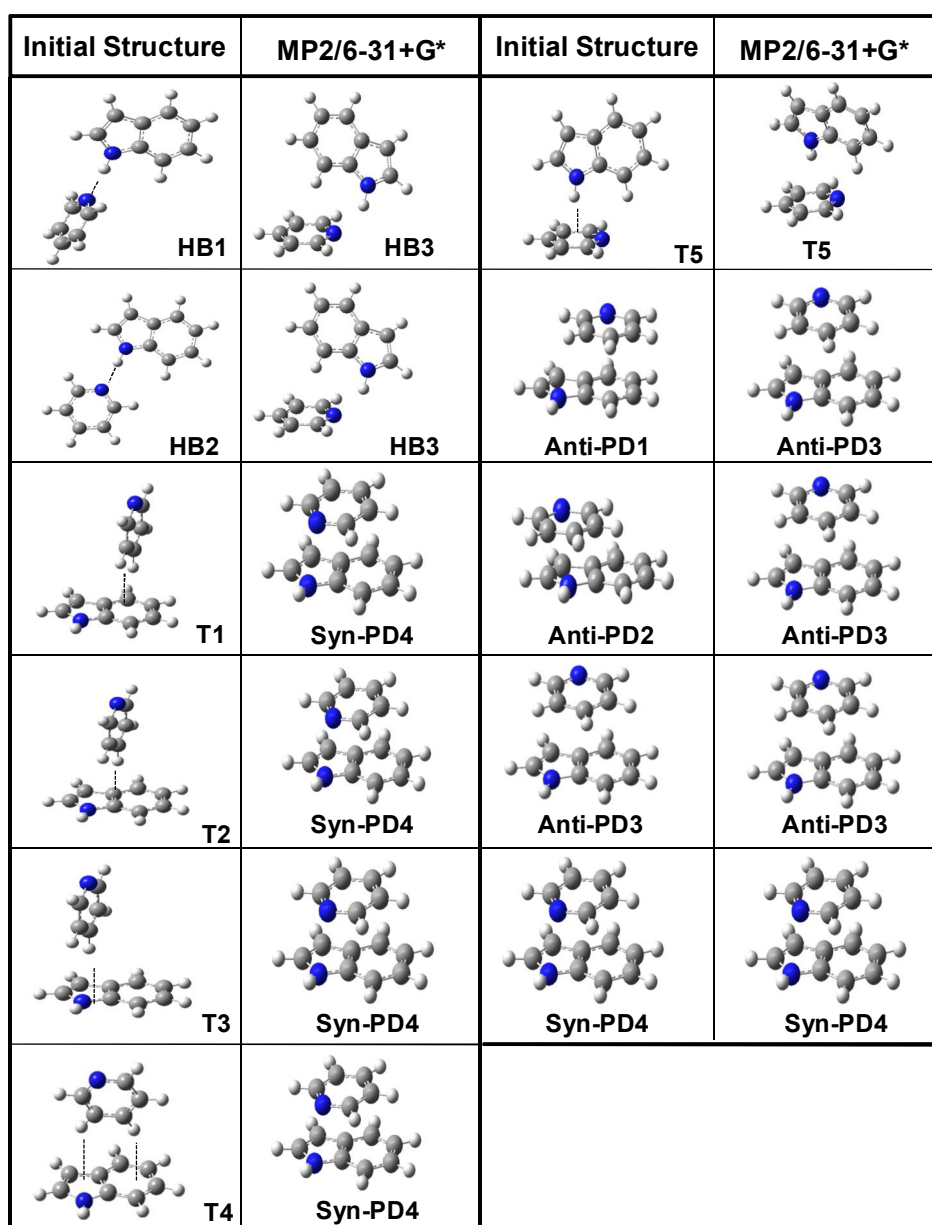 Initial Structure MP2/6-31+G* Initial Structure MP2/6-31+G*
HB1 HB3 T5 T5
HB2 HB3 Anti-PD1 Anti-PD3
T1 Syn-PD4 Anti-PD2 Anti-PD3
T2 Syn-PD4 Anti-PD3 Anti-PD3
T3 Syn-PD4 Syn-PD4 Syn-PD4
T4 Syn-PD4